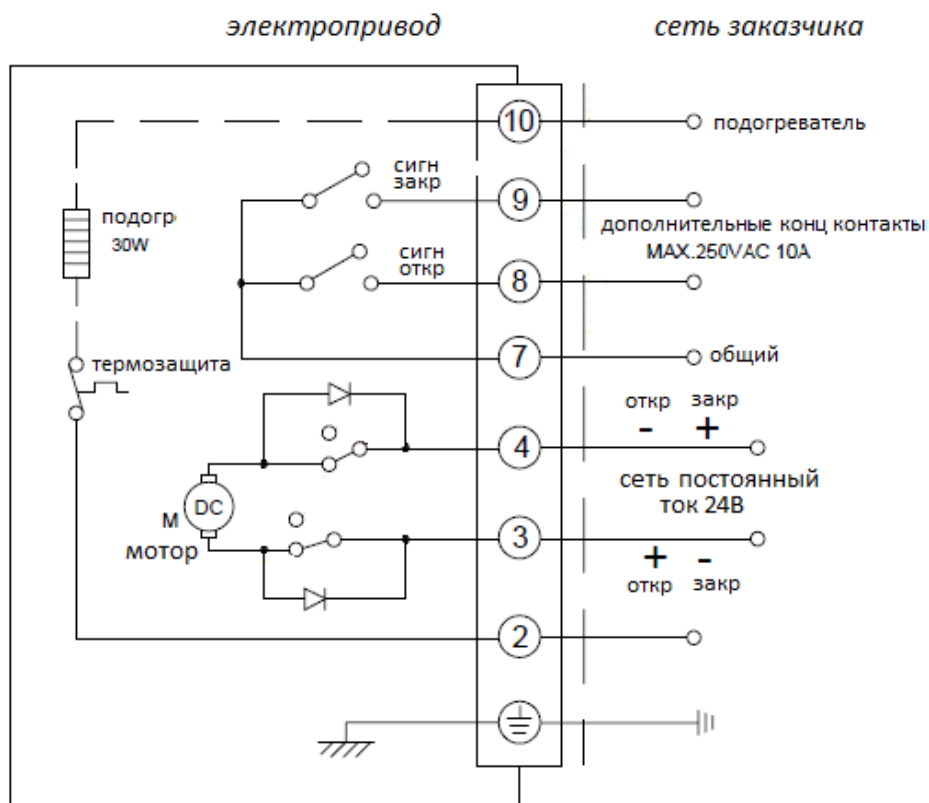 электропривод
сеть заказчика
10
подогреватель
сигн
закр
9
подогр
30W
дополнительные конц контакты
MAX.250VAC 10A
сигн
откр
8
термозащита
7
общий
откр закр
- +
4
сеть постоянный
ток 24В
DC
М
мотор
3
+ -
откр закр
2